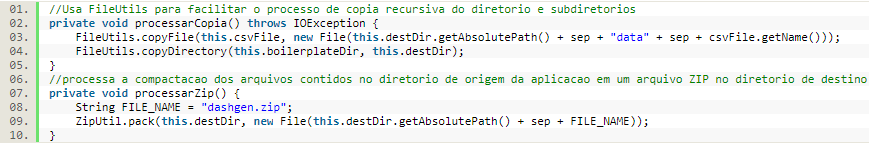 01. //Usa FileUtils para facilitar o processo de copia recursiva do diretorio e subdiretorios
02. private void processarCopia() throws IOException {
03.     FileUtils.copyFile(this.csvFile, new File(this.destDir.getAbsolutePath() + sep + "data" + sep + csvFile.getName()));
04.     FileUtils.copyDirectory(this.boilerplateDir, this.destDir);
05. }
06. //processa a compactacao dos arquivos contidos no diretorio de origem da aplicacao em um arquivo ZIP no diretorio de destino
07. private void processarZip() {
08.     String FILE_NAME = "dashgen.zip";
09.     ZipUtil.pack(this.destDir, new File(this.destDir.getAbsolutePath() + sep + FILE_NAME));
10. }